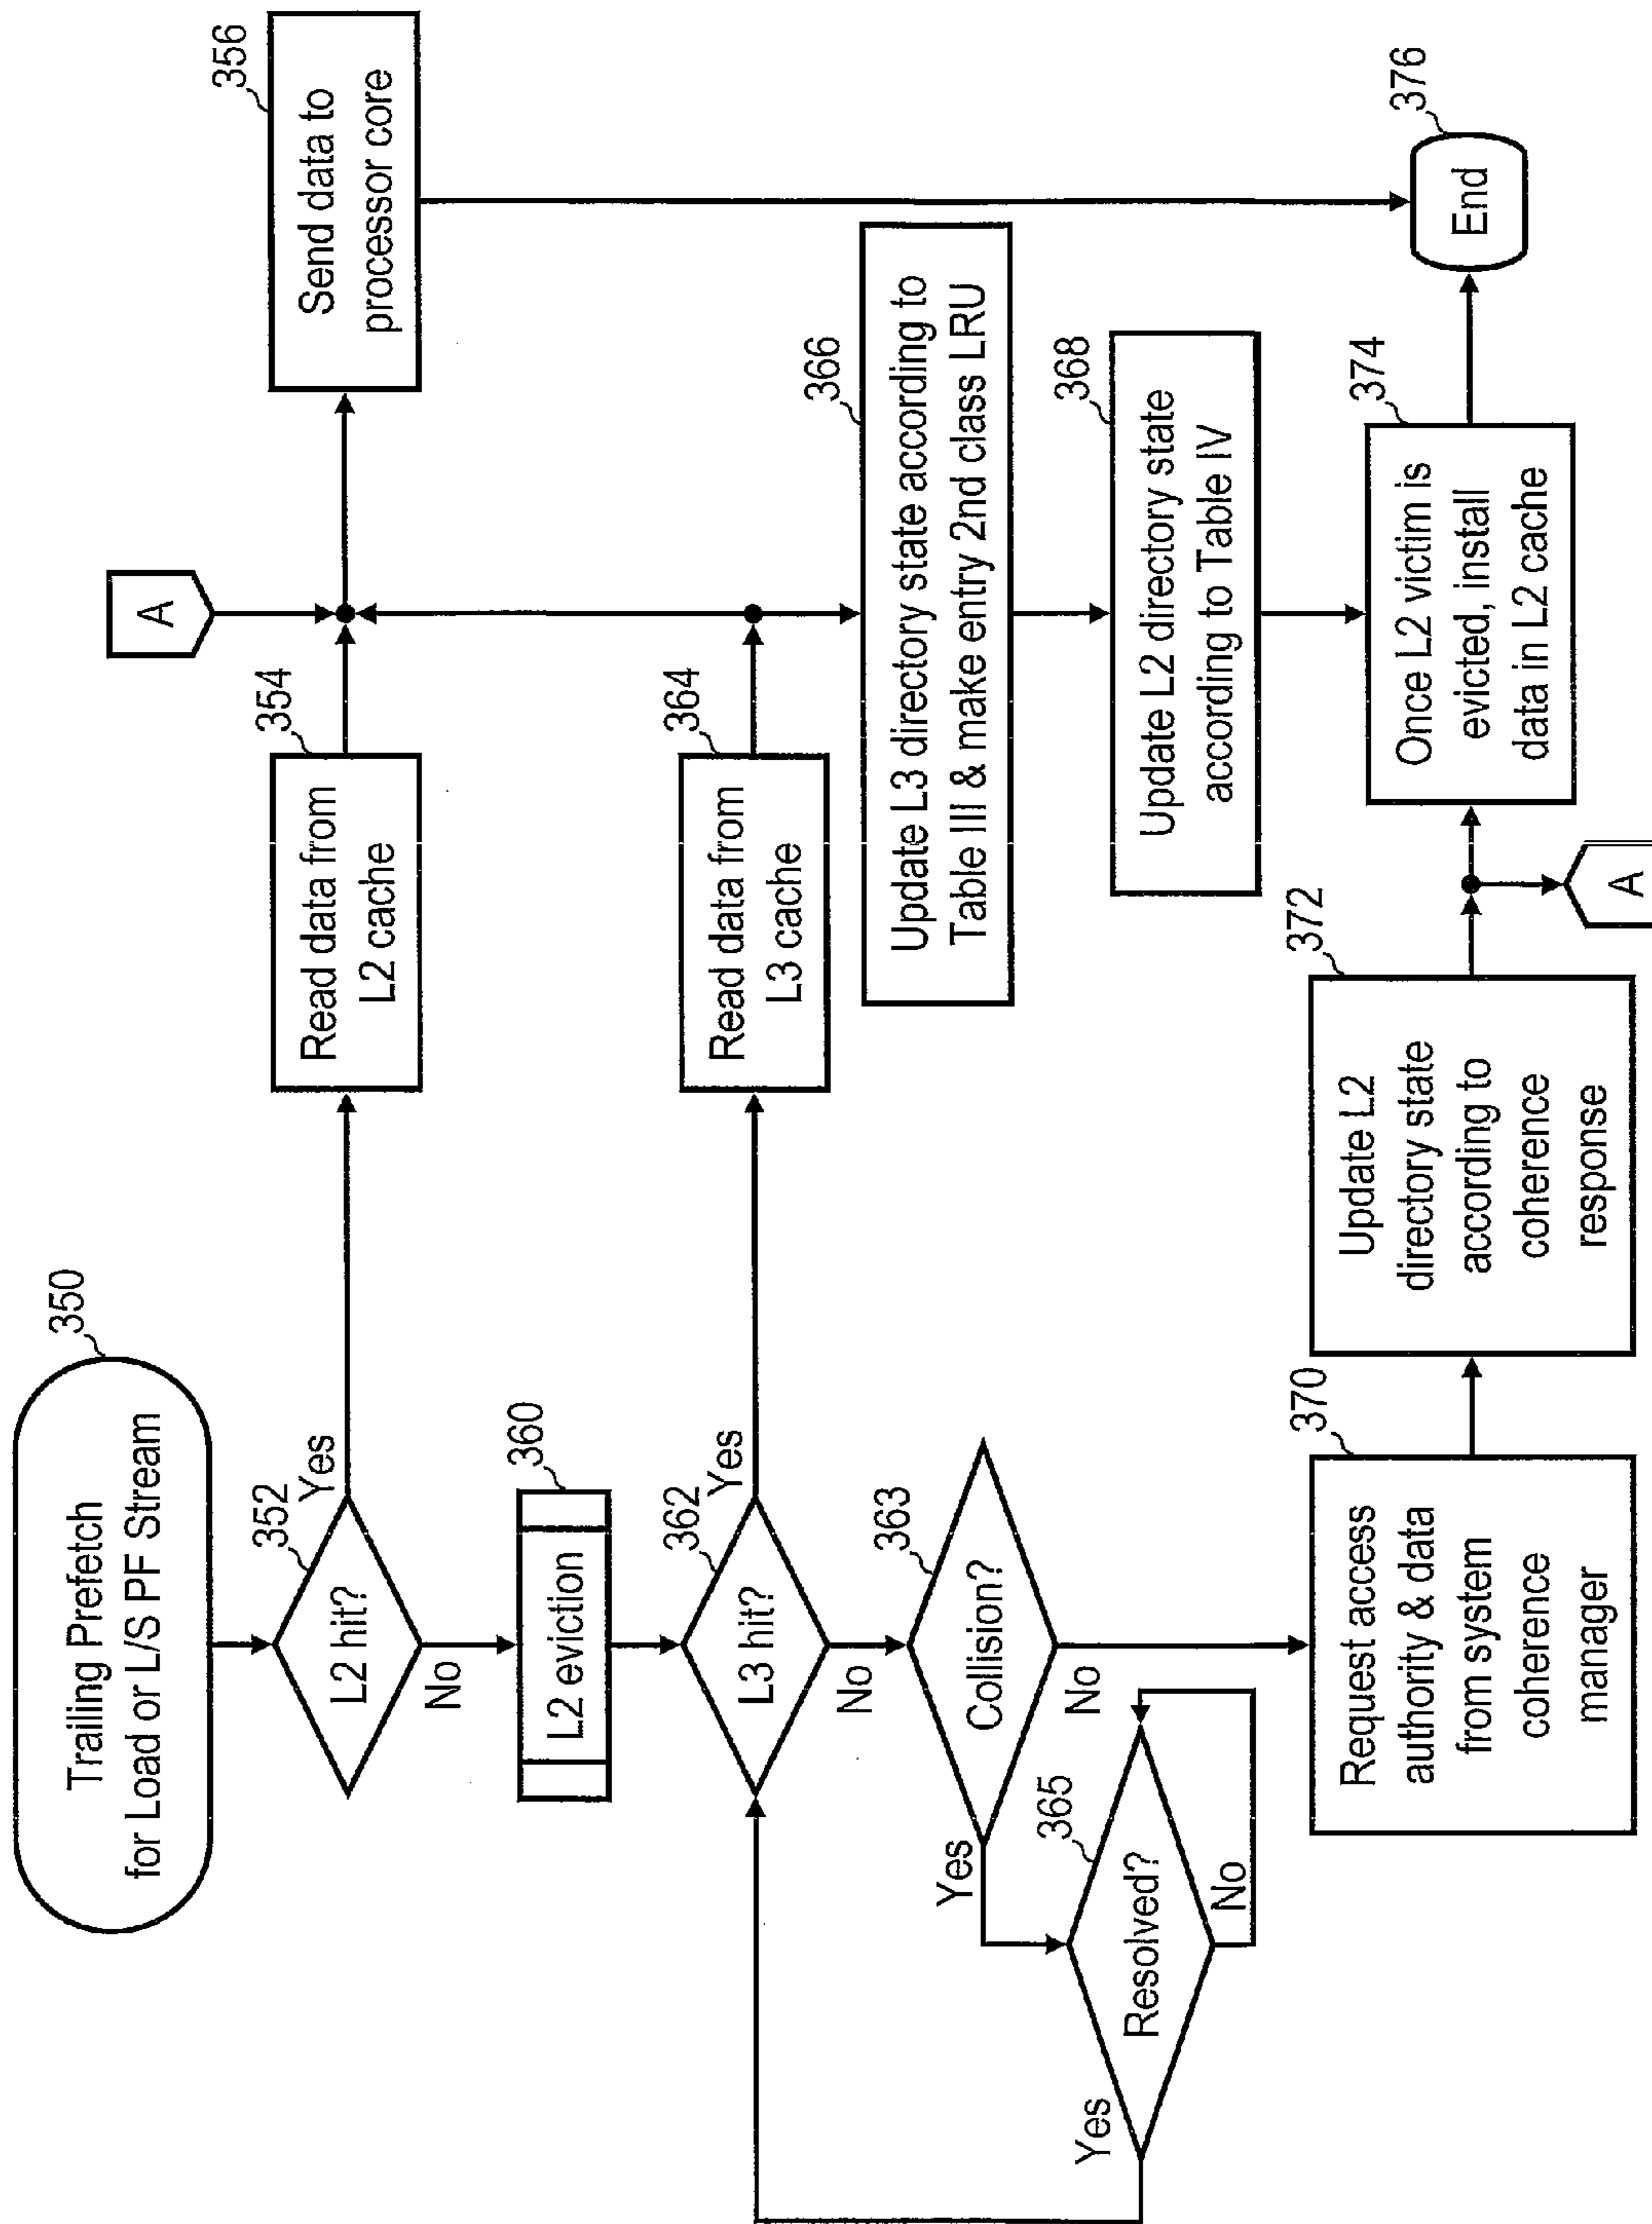 350
Trailing Prefetch
for Load or L/S PF Stream
352
L2 hit?
Yes
No
354
Read data from
L2 cache
A
356
Send data to
processor core
360
L2 eviction
362
L3 hit?
Yes
No
364
Read data from
L3 cache
363
Collision?
Yes
No
365
Resolved?
Yes
No
366
Update L3 directory state according to
Table III & make entry 2nd class LRU
368
Update L2 directory state
according to Table IV
370
Request access
authority & data
from system
coherence
manager
372
Update L2
directory state
according to
coherence
response
A
374
Once L2 victim is
evicted, install
data in L2 cache
376
End